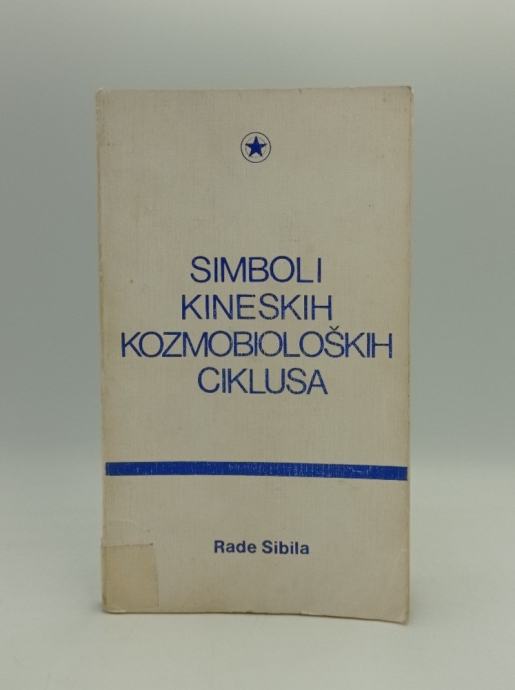 SIMBOLI
KINESKIH
KOZMOBIOLOŠKIH
CIKLUSA
Rade Sibila